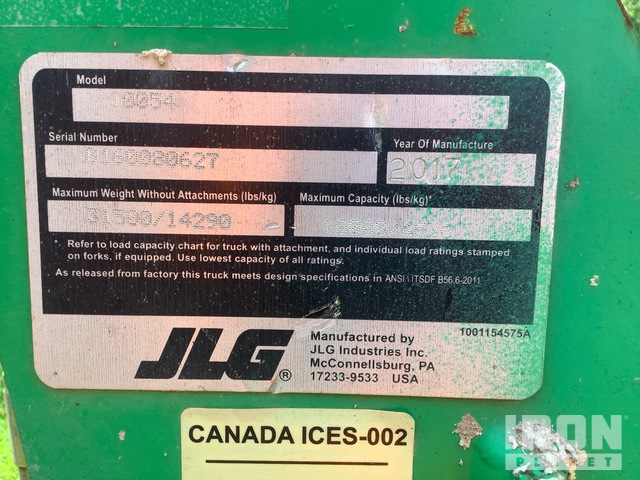 Model
10054
Serial Number
0160080627
Year Of Manufacture
2017
Maximum Weight Without Attachments (lbs/kg)
31500/14290
Maximum Capacity (lbs/kg)*
Refer to load capacity chart for truck with attachment, and individual load ratings stamped
on forks, if equipped. Use lowest capacity of all ratings.
As released from factory this truck meets design specifications in ANSI \ ITSDF B56.6-2011
JLG®
Manufactured by
JLG Industries Inc.
McConnellsburg, PA
17233-9533 USA
1001154575A
CANADA ICES-002
IRON
PLANET